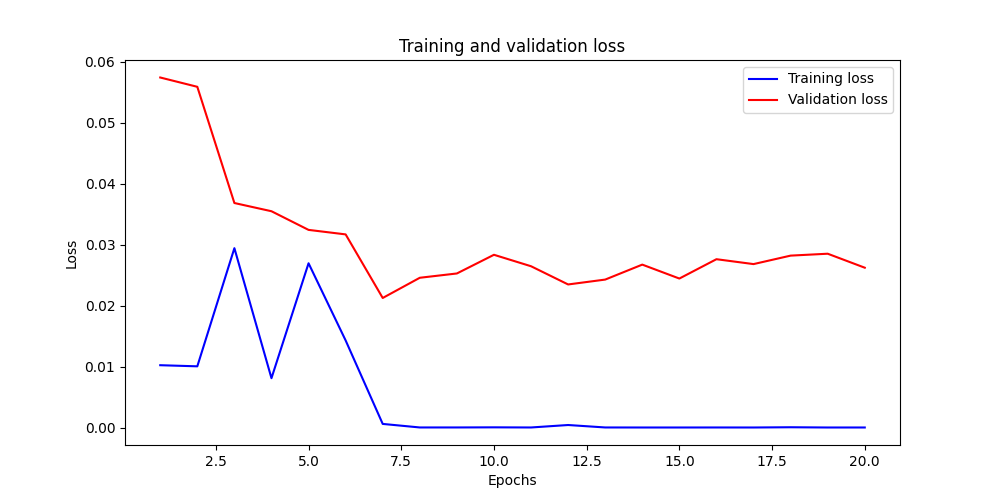 Training and validation loss
Training loss
Validation loss
0.06
0.05
0.04
0.03
0.02
0.01
0.00
Loss
2.5 5.0 7.5 10.0 12.5 15.0 17.5 20.0
Epochs